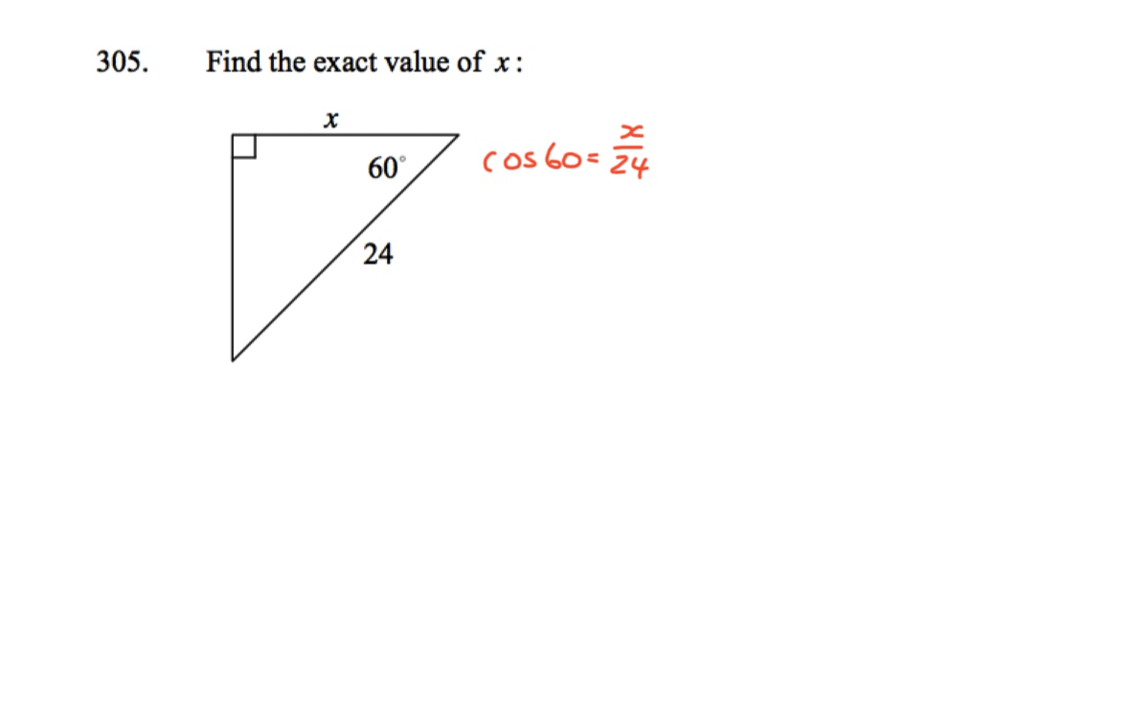 305. Find the exact value of x:
x
60°
cos 60 = x/24
24